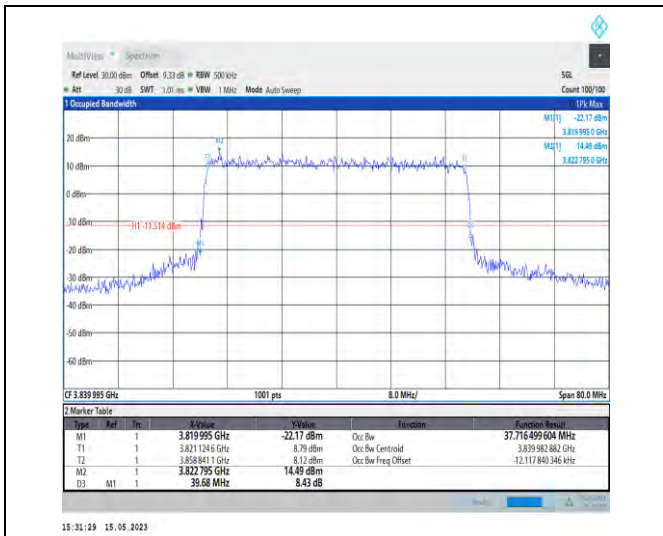 MultiView Spectrum
Ref Level 30.00 dBm Offset 9.33 dB RBW 500 kHz SGL
Att 30 dB SWT 1.01 ms VBW 1 MHz Mode Auto Sweep Count 100/100
1 Occupied Bandwidth 1Pk Max
M1[1] -22.17 dBm
3.819 995 0 GHz
M2[1] 14.49 dBm
3.822 795 0 GHz
M2
20 dBm
10 dBm
0 dBm
-10 dBm
H1 -11.514 dBm
-20 dBm
-30 dBm
-40 dBm
-50 dBm
-60 dBm
CF 3.839 995 GHz 1001 pts 8.0 MHz/ Span 80.0 MHz
2 Marker Table
Type Ref Trc X-Value Y-Value Function Function Result
M1 1 3.819995 GHz -22.17 dBm Occ Bw 37.716 499 604 MHz
T1 1 3.821 124 6 GHz 8.79 dBm Occ Bw Centroid 3.839 982 882 GHz
T2 1 3.858 841 1 GHz 8.12 dBm Occ Bw Freq Offset -12.117 840 346 kHz
M2 1 3.822 795 GHz 14.49 dBm
D3 M1 1 39.68 MHz 8.43 dB
15:31:29 15.05.2023